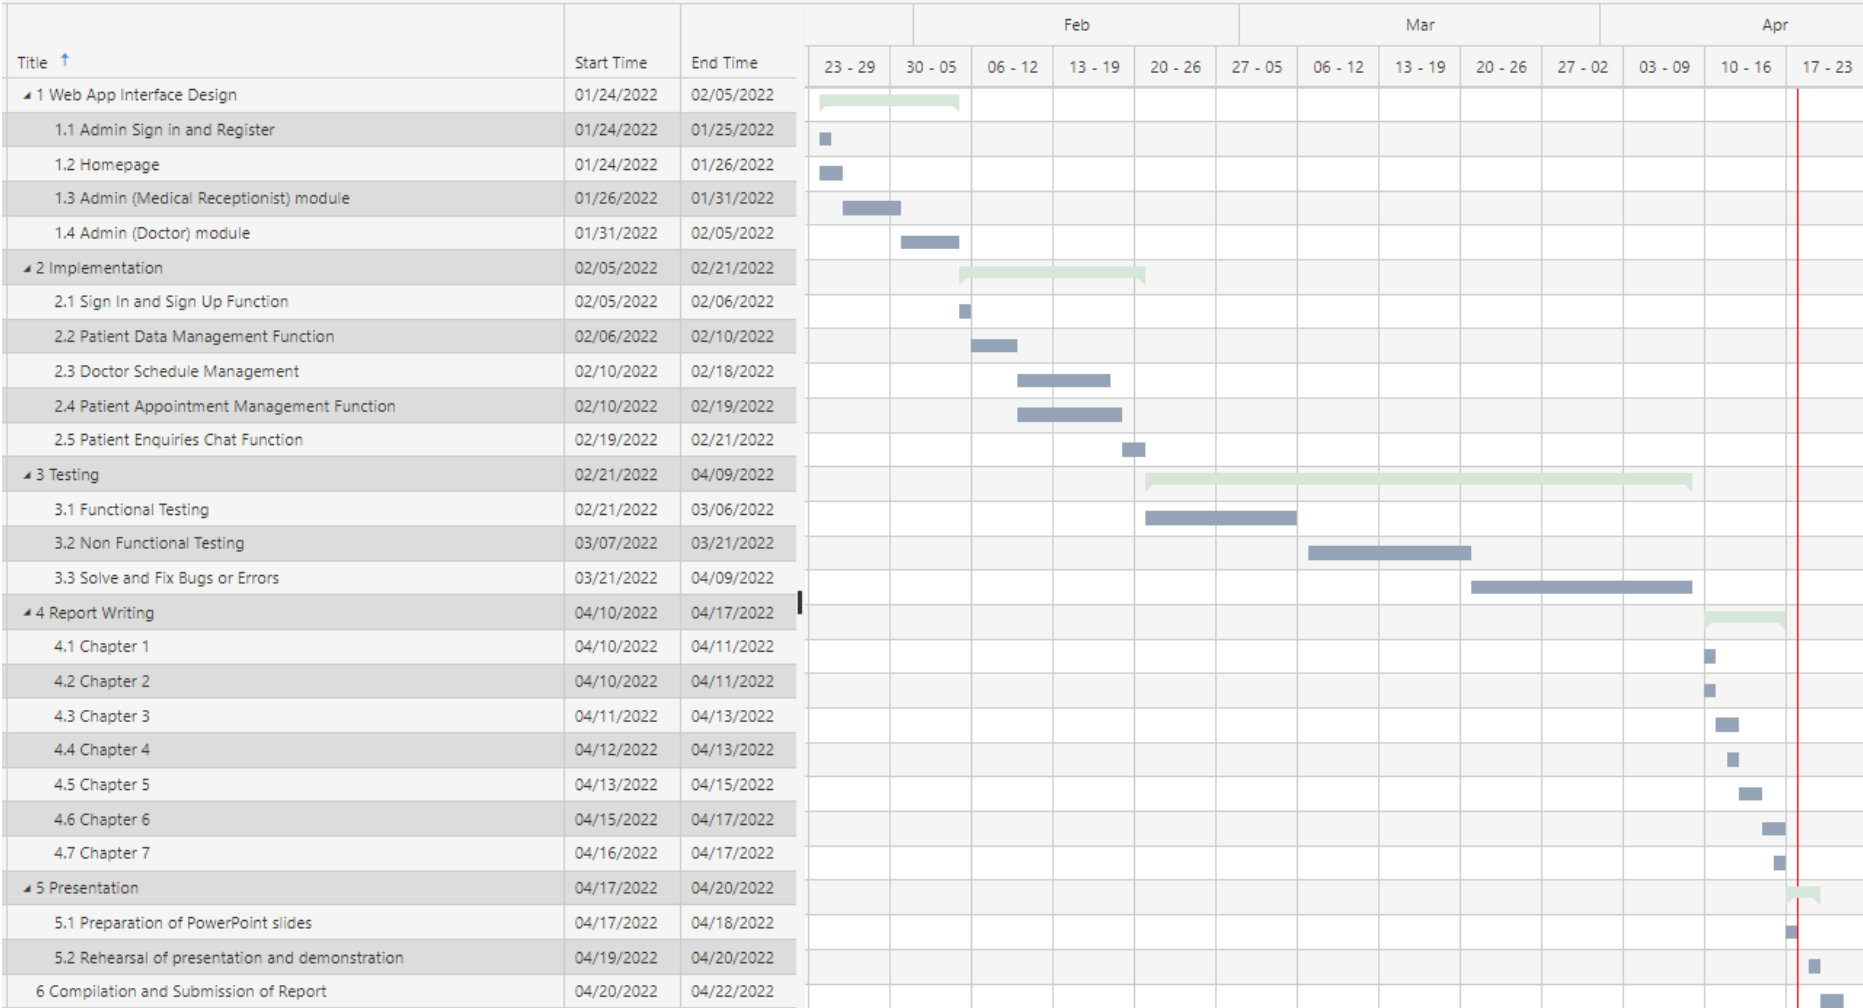 Feb Mar Apr
Title ↑ Start Time End Time 23 - 29 30 - 05 06 - 12 13 - 19 20 - 26 27 - 05 06 - 12 13 - 19 20 - 26 27 - 02 03 - 09 10 - 16 17 - 23
1 Web App Interface Design 01/24/2022 02/05/2022
1.1 Admin Sign in and Register 01/24/2022 01/25/2022
1.2 Homepage 01/24/2022 01/26/2022
1.3 Admin (Medical Receptionist) module 01/26/2022 01/31/2022
1.4 Admin (Doctor) module 01/31/2022 02/05/2022
2 Implementation 02/05/2022 02/21/2022
2.1 Sign In and Sign Up Function 02/05/2022 02/06/2022
2.2 Patient Data Management Function 02/06/2022 02/10/2022
2.3 Doctor Schedule Management 02/10/2022 02/18/2022
2.4 Patient Appointment Management Function 02/10/2022 02/19/2022
2.5 Patient Enquiries Chat Function 02/19/2022 02/21/2022
3 Testing 02/21/2022 04/09/2022
3.1 Functional Testing 02/21/2022 03/06/2022
3.2 Non Functional Testing 03/07/2022 03/21/2022
3.3 Solve and Fix Bugs or Errors 03/21/2022 04/09/2022
4 Report Writing 04/10/2022 04/17/2022
4.1 Chapter 1 04/10/2022 04/11/2022
4.2 Chapter 2 04/10/2022 04/11/2022
4.3 Chapter 3 04/11/2022 04/13/2022
4.4 Chapter 4 04/12/2022 04/13/2022
4.5 Chapter 5 04/13/2022 04/15/2022
4.6 Chapter 6 04/15/2022 04/17/2022
4.7 Chapter 7 04/16/2022 04/17/2022
5 Presentation 04/17/2022 04/20/2022
5.1 Preparation of PowerPoint slides 04/17/2022 04/18/2022
5.2 Rehearsal of presentation and demonstration 04/19/2022 04/20/2022
6 Compilation and Submission of Report 04/20/2022 04/22/2022